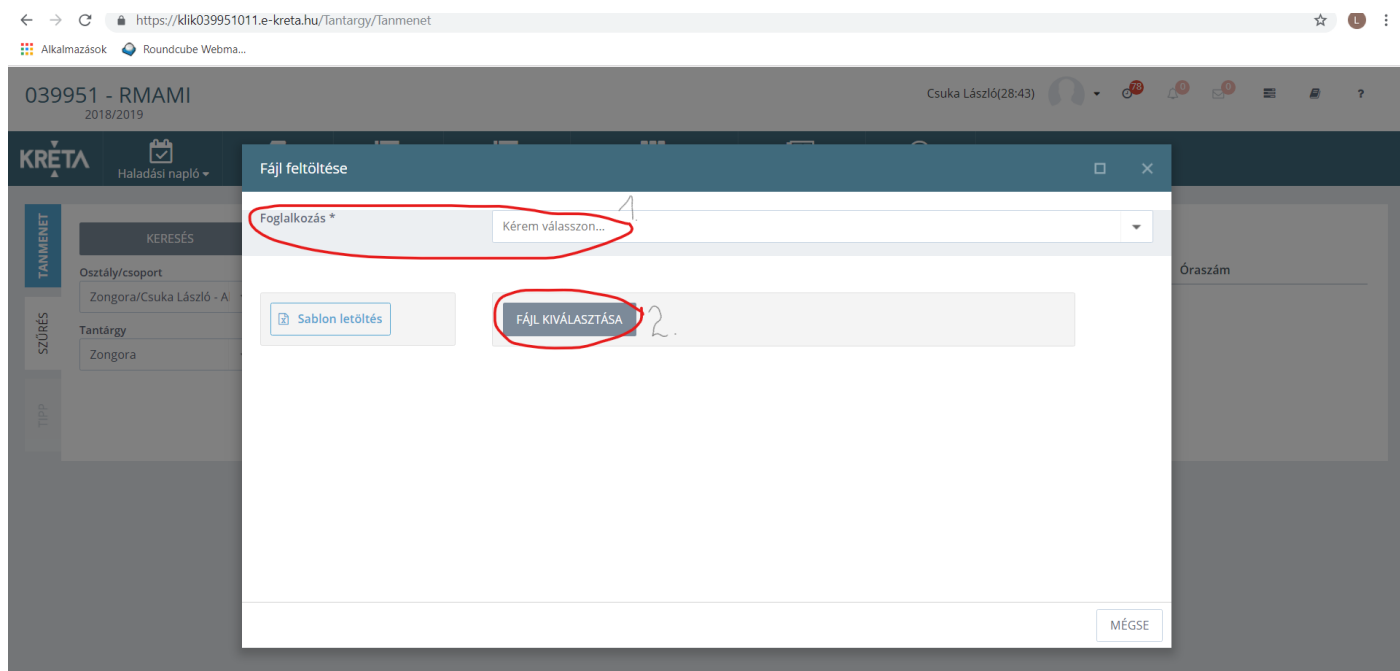 https://klik039951011.e-kreta.hu/Tantargy/Tanmenet
L
Alkalmazások
Roundcube Webma...
039951 - RMAMI
2018/2019
Csuka László(28:43)
78
0
0
?
KRÉTA
Haladási napló
Fájl feltöltése
TANMENET
SZŰRÉS
TIPP
KERESÉS
Osztály/csoport
Zongora/Csuka László - A
Tantárgy
Zongora
Foglalkozás *
Kérem válasszon...
1.
Óraszám
Sablon letöltés
FÁJL KIVÁLASZTÁSA
2.
MÉGSE